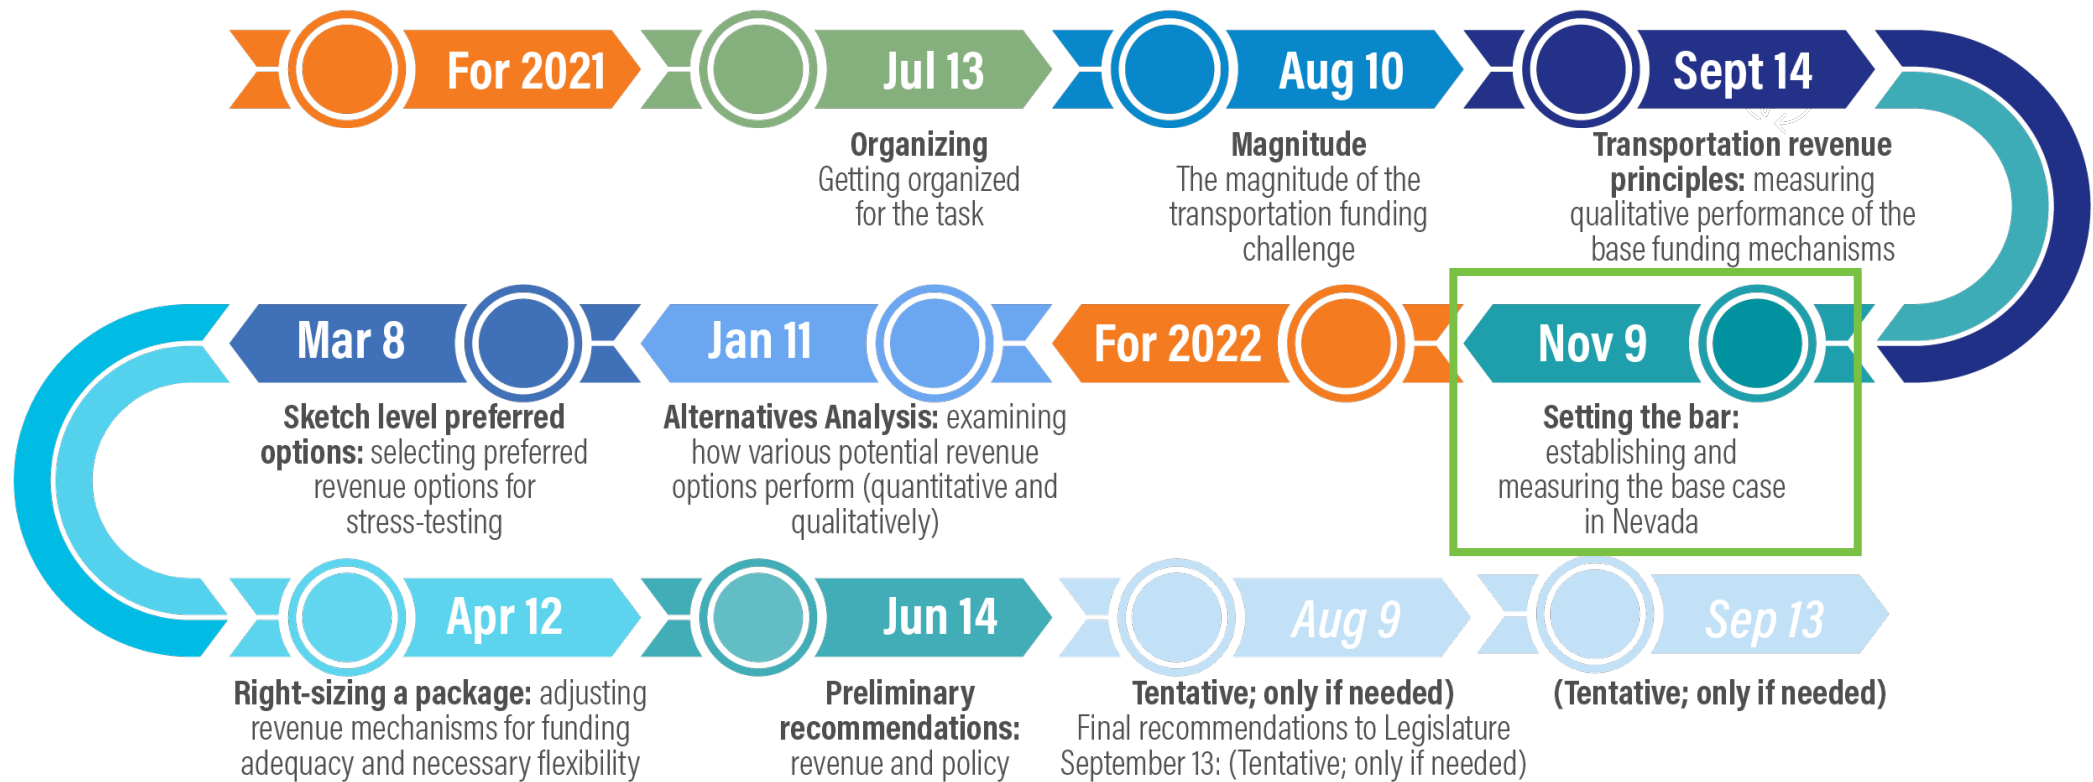 For 2021
Jul 13
Aug 10
Sept 14
Organizing
Getting organized
for the task
Magnitude
The magnitude of the
transportation funding
challenge
Transportation revenue
principles: measuring
qualitative performance of the
base funding mechanisms
Nov 9
Setting the bar:
establishing and
measuring the base case
in Nevada
For 2022
Jan 11
Alternatives Analysis: examining
how various potential revenue
options perform (quantitative and
qualitatively)
Mar 8
Sketch level preferred
options: selecting preferred
revenue options for
stress-testing
Apr 12
Right-sizing a package: adjusting
revenue mechanisms for funding
adequacy and necessary flexibility
Jun 14
Preliminary
recommendations:
revenue and policy
Aug 9
Tentative; only if needed)
Final recommendations to Legislature
September 13: (Tentative; only if needed)
Sep 13
(Tentative; only if needed)